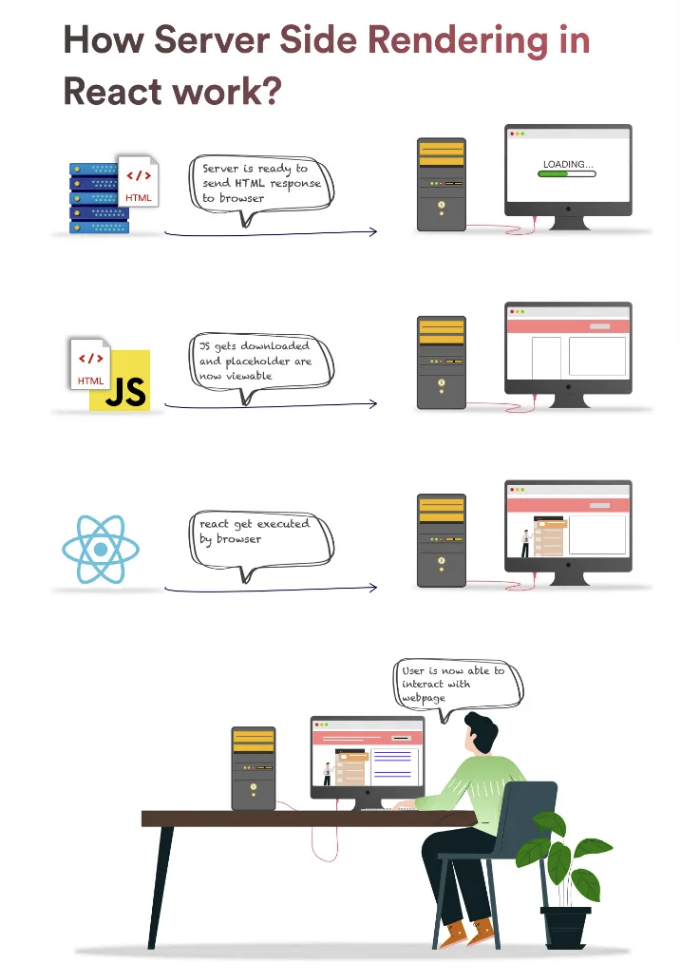 How Server Side Rendering in
React work?
</>
HTML
Server is ready to
send HTML response
to browser
LOADING...
</>
HTML
JS
JS gets downloaded
and placeholder are
now viewable
react get executed
by browser
User is now able to
interact with
webpage